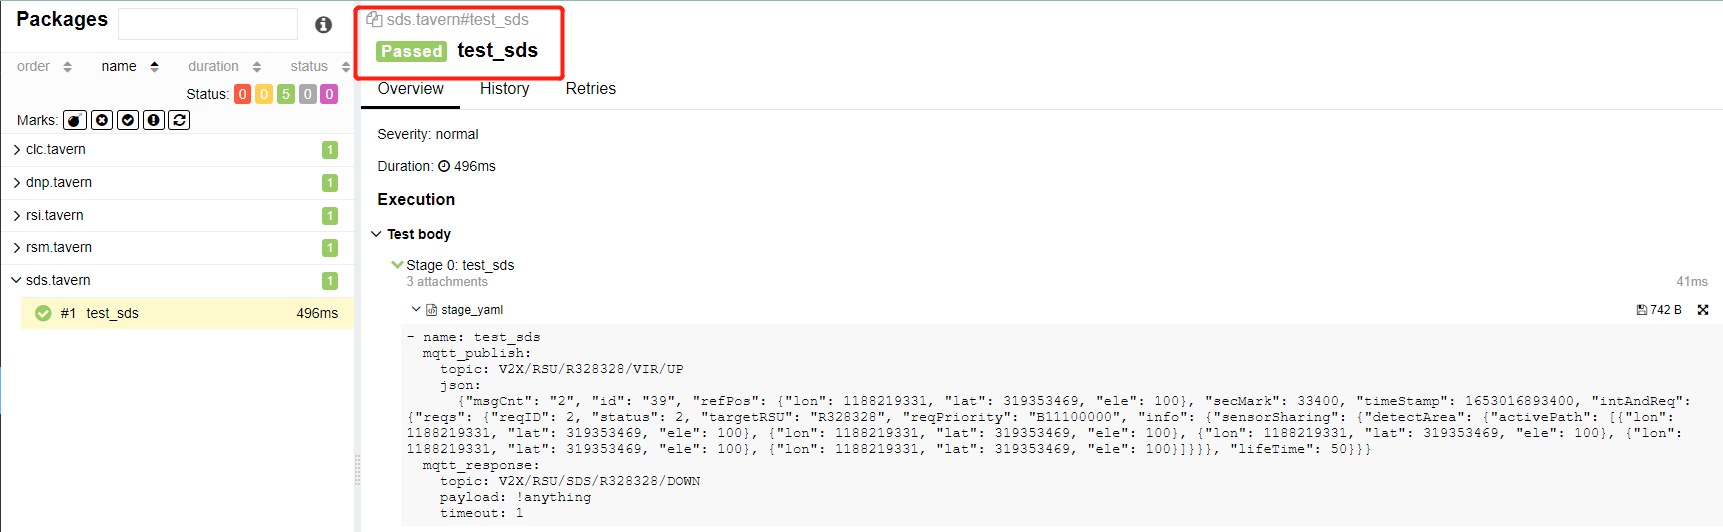 Packages
order name duration status
Status: 0 0 5 0 0
Marks:
clc.tavern 1
dnp.tavern 1
rsi.tavern 1
rsm.tavern 1
sds.tavern 1
#1 test_sds 496ms
sds.tavern#test_sds
Passed test_sds
Overview History Retries
Severity: normal
Duration: 496ms
Execution
Test body
Stage 0: test_sds
3 attachments 41ms
stage_yaml 742 B
- name: test_sds
mqtt_publish:
topic: V2X/RSU/R328328/VIR/UP
json:
{"msgCnt": "2", "id": "39", "refPos": {"lon": 1188219331, "lat": 319353469, "ele": 100}, "secMark": 33400, "timeStamp": 1653016893400, "intAndReq":
{"reqs": {"reqID": 2, "status": 2, "targetRSU": "R328328", "reqPriority": "B11100000", "info": {"sensorSharing": {"detectArea": {"activePath": [{"lon":
1188219331, "lat": 319353469, "ele": 100}, {"lon": 1188219331, "lat": 319353469, "ele": 100}, {"lon": 1188219331, "lat": 319353469, "ele": 100}, {"lon":
1188219331, "lat": 319353469, "ele": 100}, {"lon": 1188219331, "lat": 319353469, "ele": 100}]}}}, "lifeTime": 50}}}
mqtt_response:
topic: V2X/RSU/SDS/R328328/DOWN
payload: !anything
timeout: 1